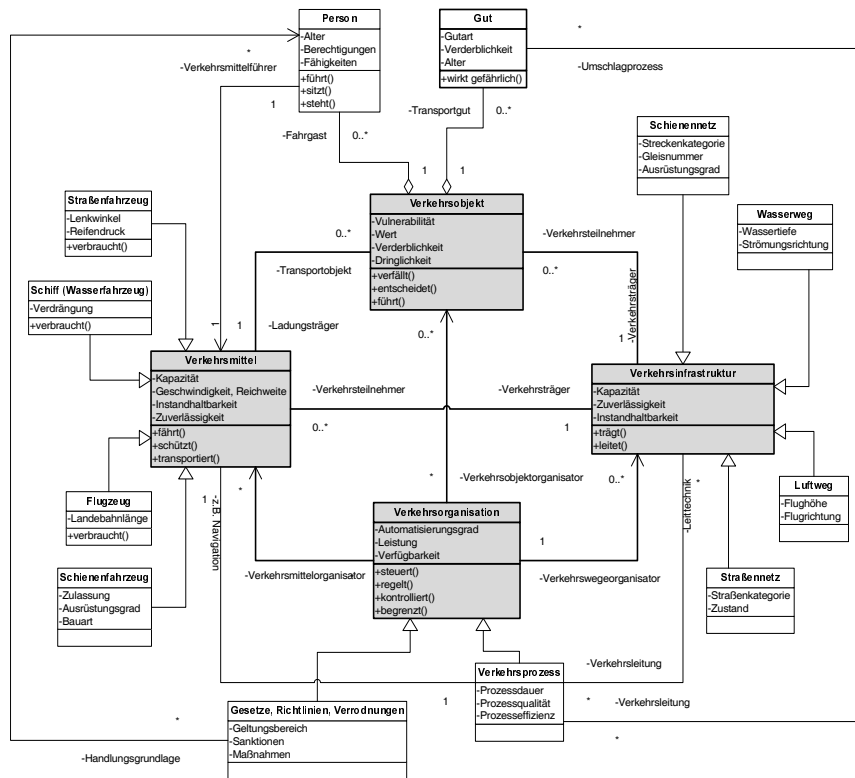 Person
-Alter
-Berechtigungen
-Fähigkeiten
+führt()
+sitzt()
+steht()
Gut
-Gutart
-Verderblichkeit
-Alter
+wirkt gefährlich()
*
-Verkehrsmittelführer
1
*
-Umschlagprozess
-Fahrgast
0..*
1
-Transportgut
0..*
1
Schienennetz
-Streckenkategorie
-Gleisnummer
-Ausrüstungsgrad
Straßenfahrzeug
-Lenkwinkel
-Reifendruck
+verbraucht()
Verkehrsobjekt
-Vulnerabilität
-Wert
-Verderblichkeit
-Dringlichkeit
+verfällt()
+entscheidet()
+führt()
Wasserweg
-Wassertiefe
-Strömungsrichtung
0..*
-Transportobjekt
-Verkehrsteilnehmer
0..*
Schiff (Wasserfahrzeug)
-Verdrängung
+verbraucht()
1
1
-Ladungsträger
0..*
1
-Verkehrsträger
Verkehrsmittel
-Kapazität
-Geschwindigkeit, Reichweite
-Instandhaltbarkeit
-Zuverlässigkeit
+fährt()
+schützt()
+transportiert()
Verkehrsinfrastruktur
-Kapazität
-Zuverlässigkeit
-Instandhaltbarkeit
+trägt()
+leitet()
-Verkehrsteilnehmer
0..*
-Verkehrsträger
1
*
-Verkehrsobjektorganisator
0..*
*
-Leittechnik
Flugzeug
-Landebahnlänge
+verbraucht()
1
-z.B. Navigation
*
Luftweg
-Flughöhe
-Flugrichtung
Verkehrsorganisation
-Automatisierungsgrad
-Leistung
-Verfügbarkeit
+steuert()
+regelt()
+kontrolliert()
+begrenzt()
1
-Verkehrsmittelorganisator
-Verkehrswegeorganisator
Schienenfahrzeug
-Zulassung
-Ausrüstungsgrad
-Bauart
Straßennetz
-Straßenkategorie
-Zustand
-Verkehrsleitung
Verkehrsprozess
-Prozessdauer
-Prozessqualität
-Prozesseffizienz
1
*
-Verkehrsleitung
*
Gesetze, Richtlinien, Verrodnungen
-Geltungsbereich
-Sanktionen
-Maßnahmen
*
-Handlungsgrundlage